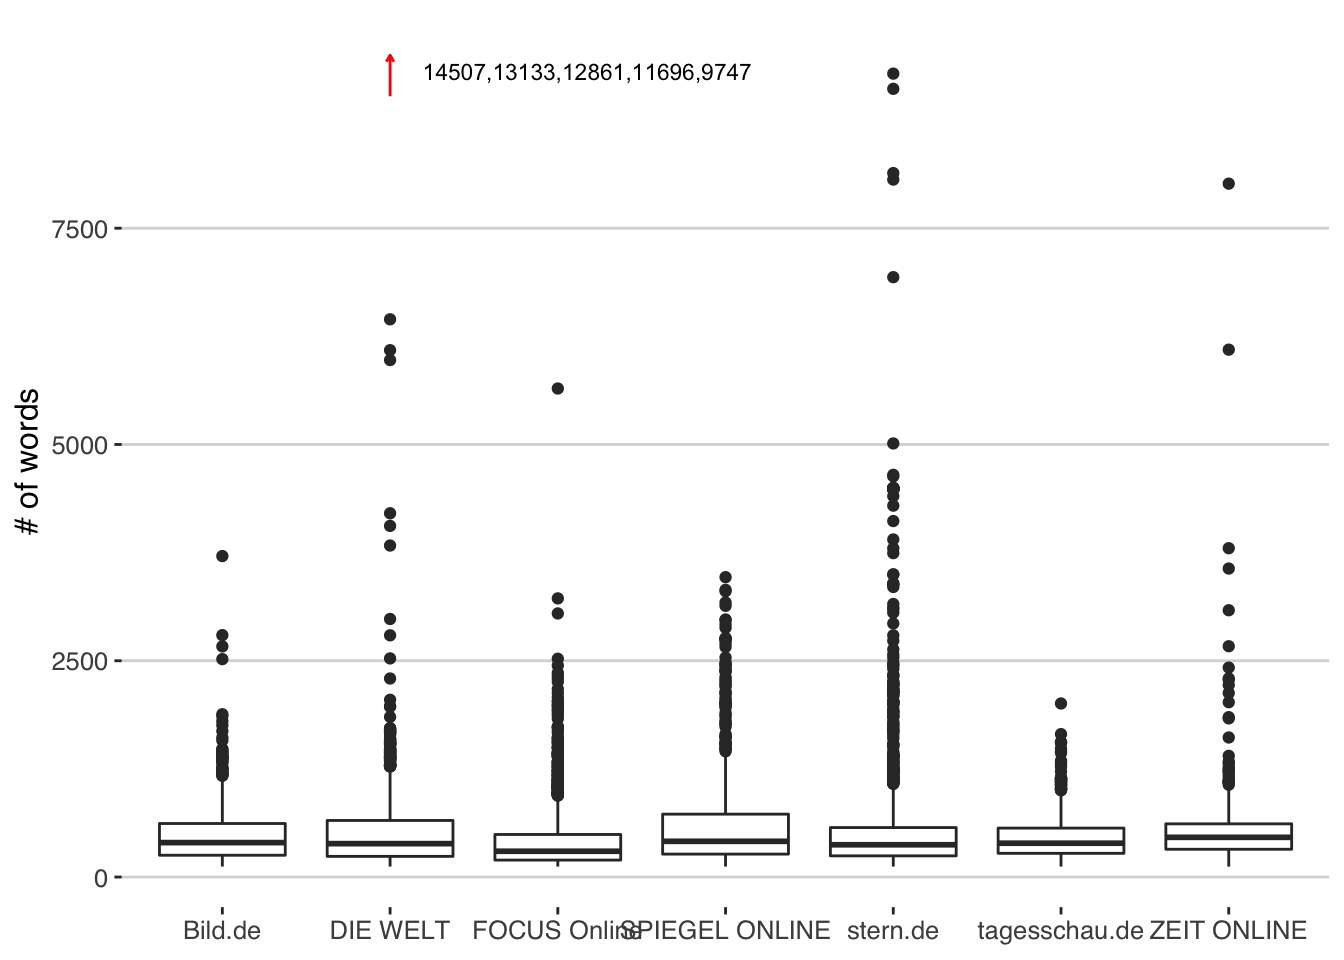 14507,13133,12861,11696,9747
7500
5000
2500
0
# of words
Bild.de DIE WELT FOCUS Online SPIEGEL ONLINE stern.de tagesschau.de ZEIT ONLINE